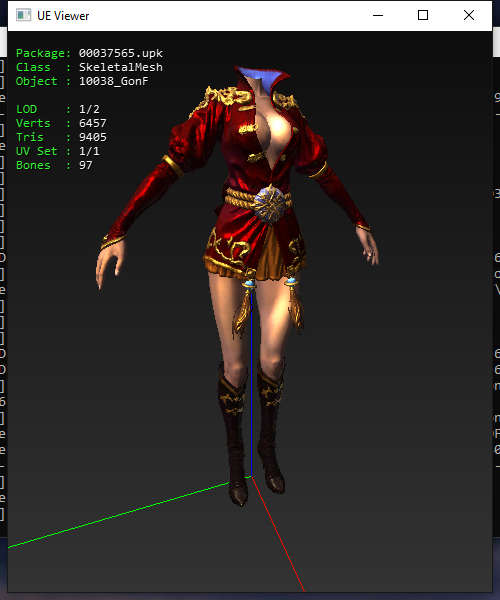 UE Viewer
Package: 00037565.upk
Class : SkeletalMesh
Object : 10038_GonF
LOD : 1/2
Verts : 6457
Tris : 9405
UV Set : 1/1
Bones : 97